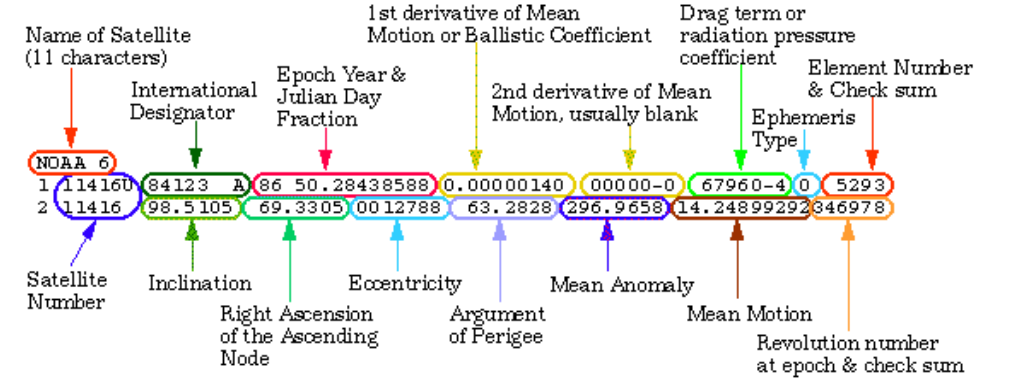 Name of Satellite
(11 characters)
International
Designator
Epoch Year &
Julian Day
Fraction
1st derivative of Mean
Motion or Ballistic Coefficient
2nd derivative of Mean
Motion, usually blank
Drag term or
radiation pressure
coefficient
Ephemeris
Type
Element Number
& Check sum
NOAA 6
1 11416U 84123 A 86 50.28438588 0.00000140 00000-0 67960-4 0 5293
2 11416 98.5105 69.3305 0012788 63.2828 296.9658 14.24899292 346978
Satellite
Number
Inclination
Right Ascension
of the Ascending
Node
Eccentricity
Argument
of Perigee
Mean Anomaly
Mean Motion
Revolution number
at epoch & check sum